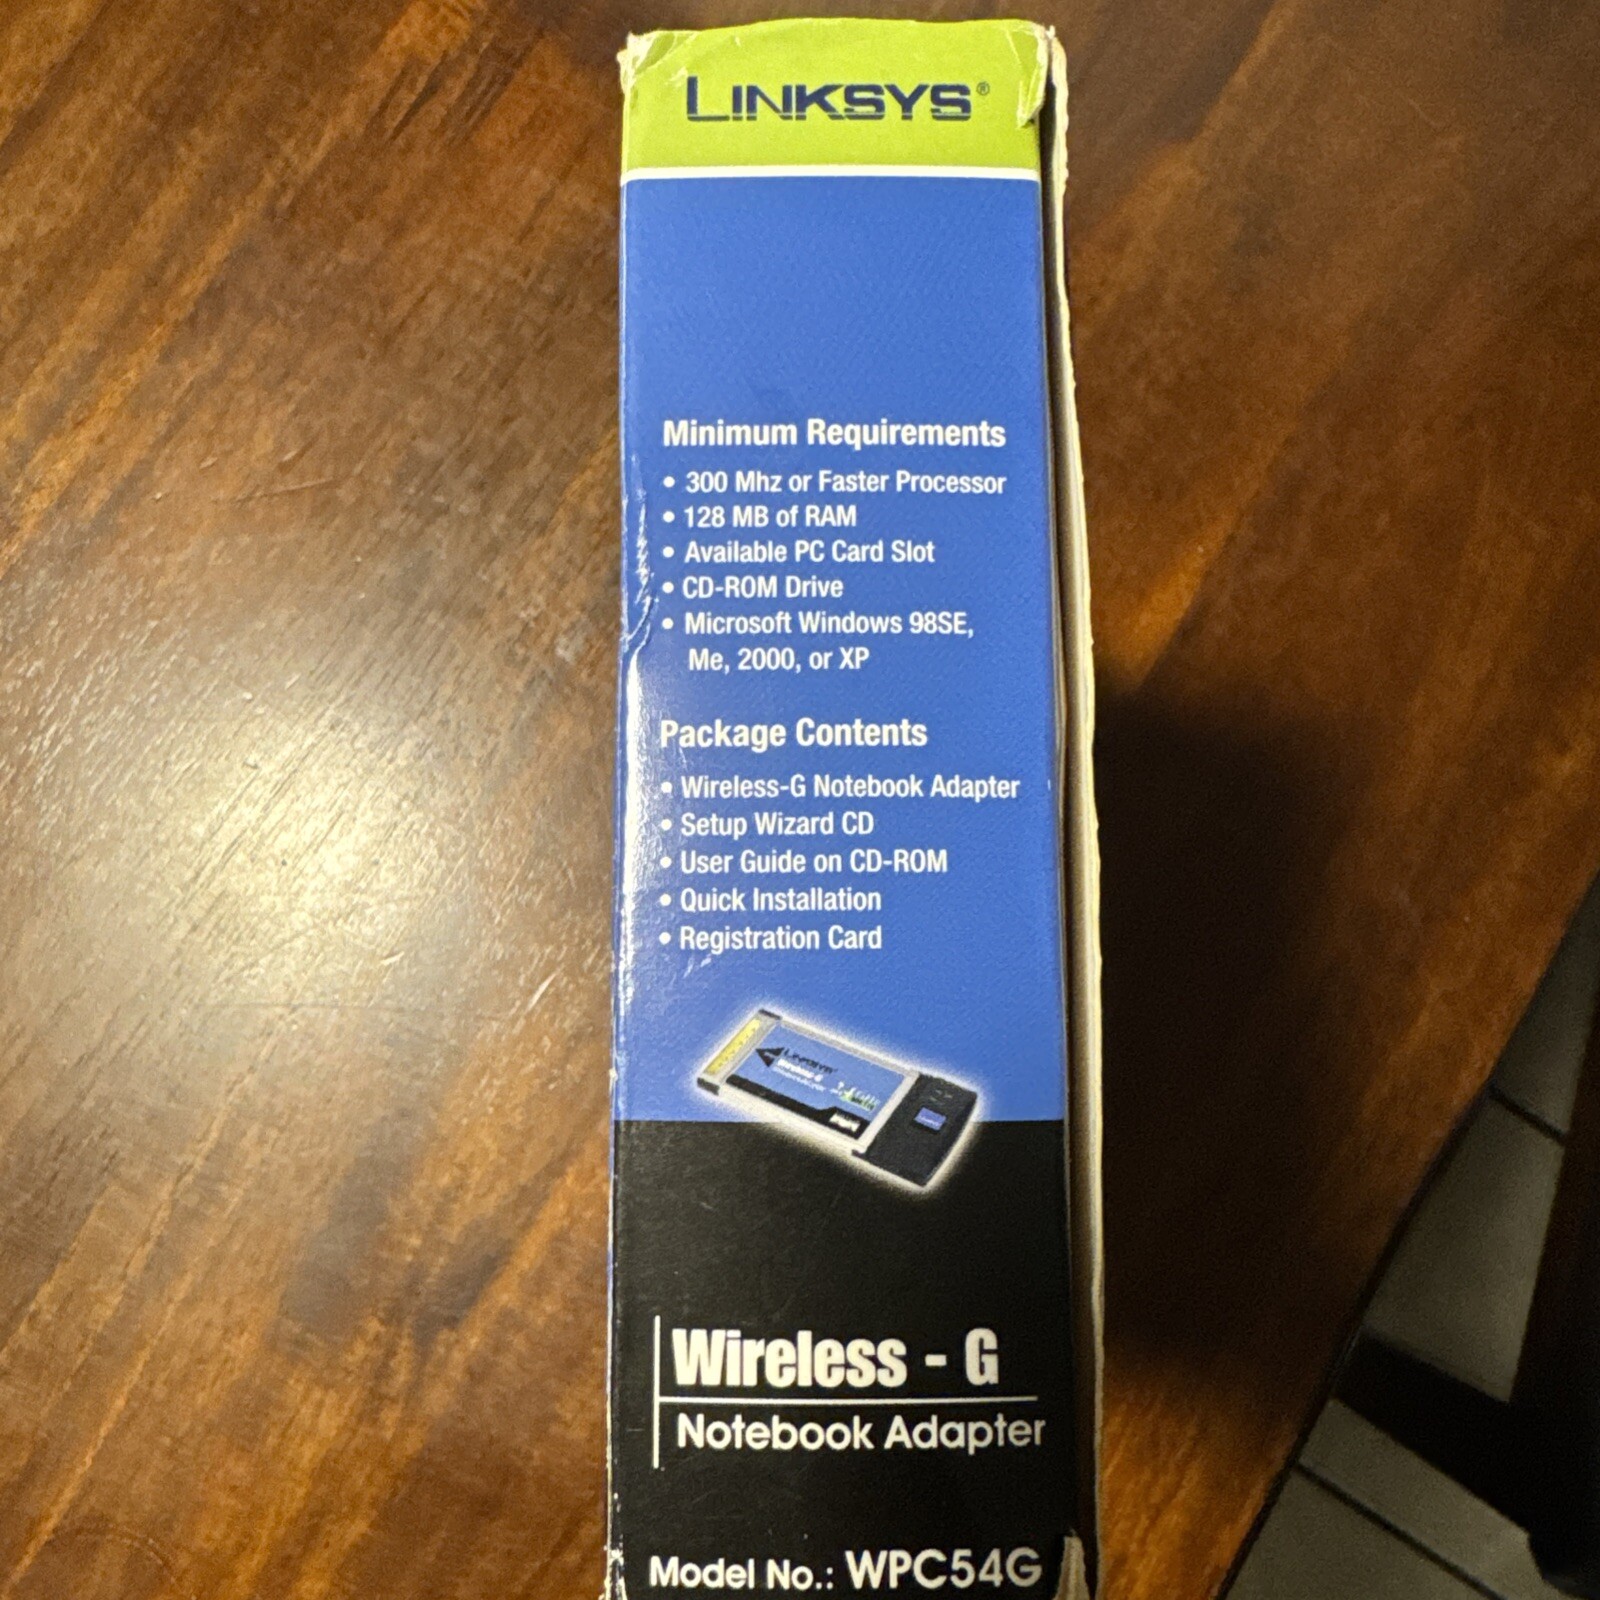 LINKSYS®
Minimum Requirements
• 300 Mhz or Faster Processor
• 128 MB of RAM
• Available PC Card Slot
• CD-ROM Drive
• Microsoft Windows 98SE,
Me, 2000, or XP
Package Contents
• Wireless-G Notebook Adapter
• Setup Wizard CD
• User Guide on CD-ROM
• Quick Installation
• Registration Card
LINKSYS
Wireless-G
Wireless - G
Notebook Adapter
Model No.: WPC54G